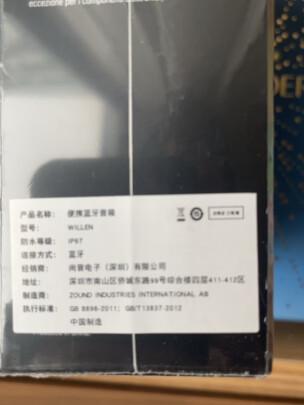 eccezione per i componenti
产品名称： 便携蓝牙音箱
型号： WILLEN
防水等级： IP67
连接方式： 蓝牙
经销商： 尚音电子（深圳）有限公司
地址： 深圳市南山区侨城东路99号综合楼四层411-412区
制造商： ZOUND INDUSTRIES INTERNATIONAL AB
执行标准： GB 8898-2011; GB/T13837-2012
中国制造
DER